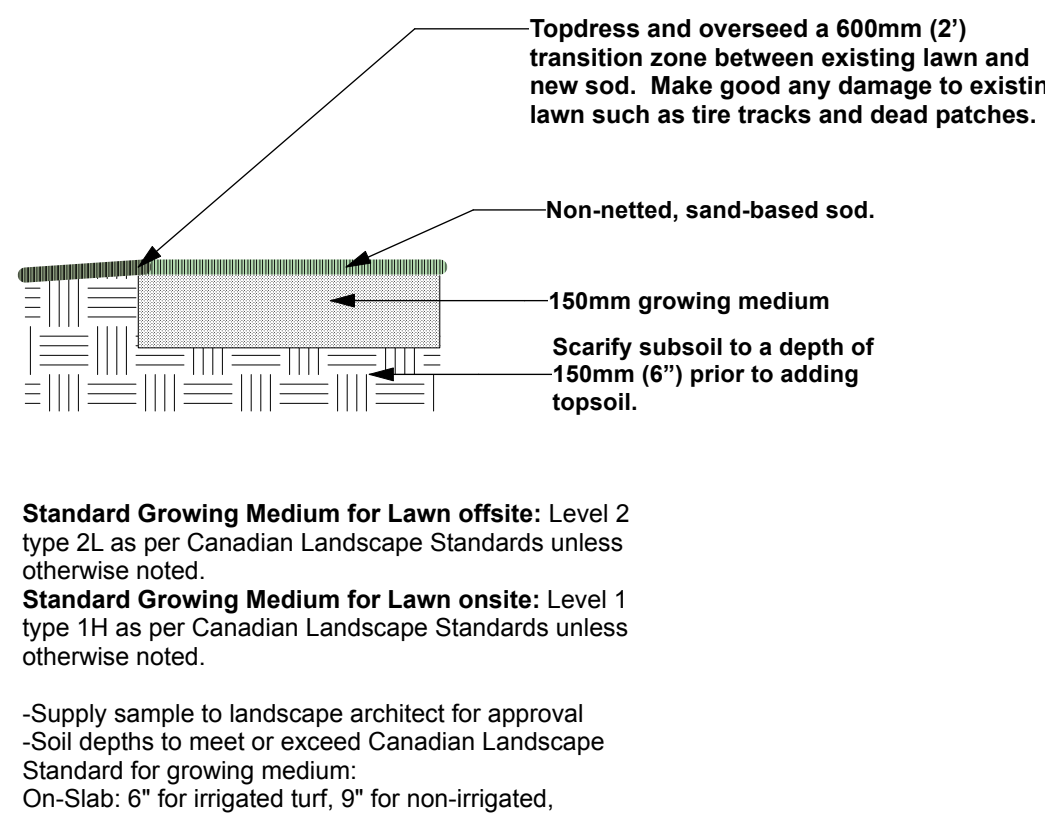 Topdress and overseed a 600mm (2’)
transition zone between existing lawn and
new sod.  Make good any damage to existin
lawn such as tire tracks and dead patches.
Non-netted, sand-based sod.
150mm growing medium
Scarify subsoil to a depth of
150mm (6”) prior to adding
topsoil.
Standard Growing Medium for Lawn offsite: Level 2
type 2L as per Canadian Landscape Standards unless
otherwise noted.
Standard Growing Medium for Lawn onsite: Level 1
type 1H as per Canadian Landscape Standards unless
otherwise noted.
-Supply sample to landscape architect for approval
-Soil depths to meet or exceed Canadian Landscape
Standard for growing medium:
On-Slab: 6" for irrigated turf, 9" for non-irrigated,